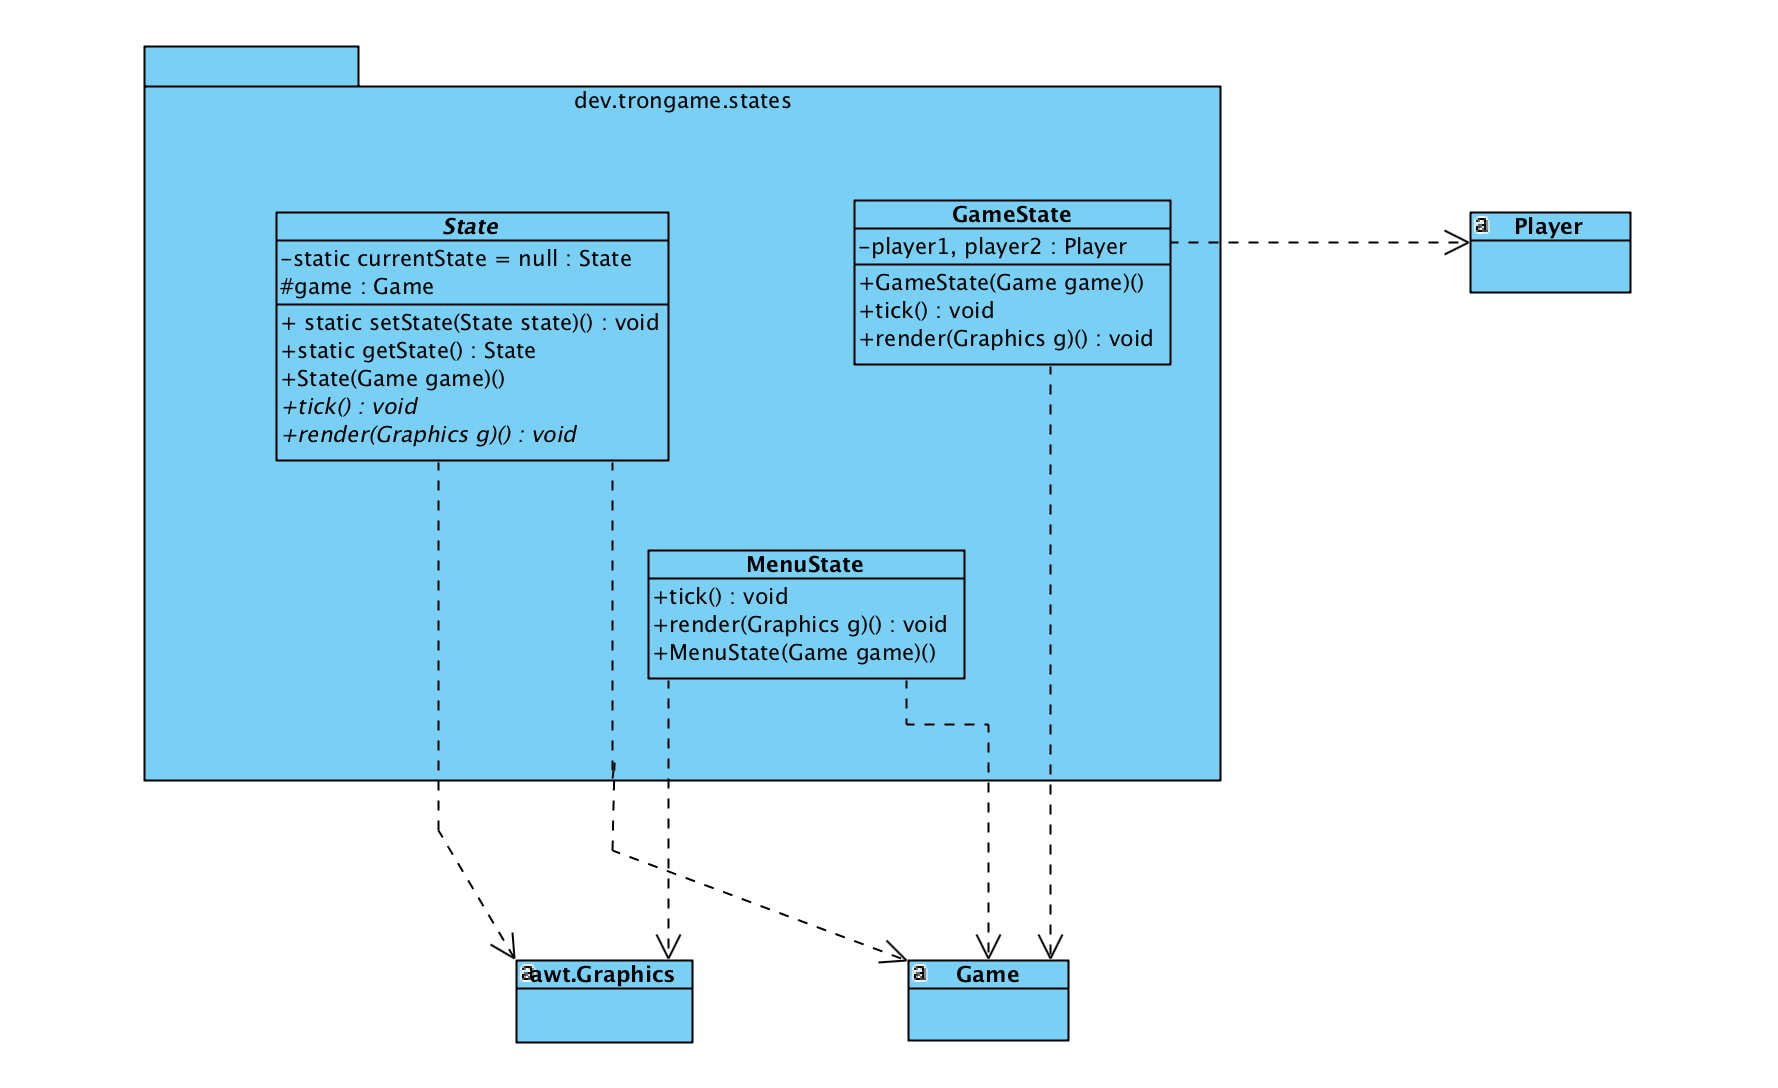 dev.trongame.states
State
-static currentState = null : State
#game : Game
+ static setState(State state)() : void
+static getState() : State
+State(Game game)()
+tick() : void
+render(Graphics g)() : void
GameState
-player1, player2 : Player
+GameState(Game game)()
+tick() : void
+render(Graphics g)() : void
a Player
MenuState
+tick() : void
+render(Graphics g)() : void
+MenuState(Game game)()
a awt.Graphics
a Game